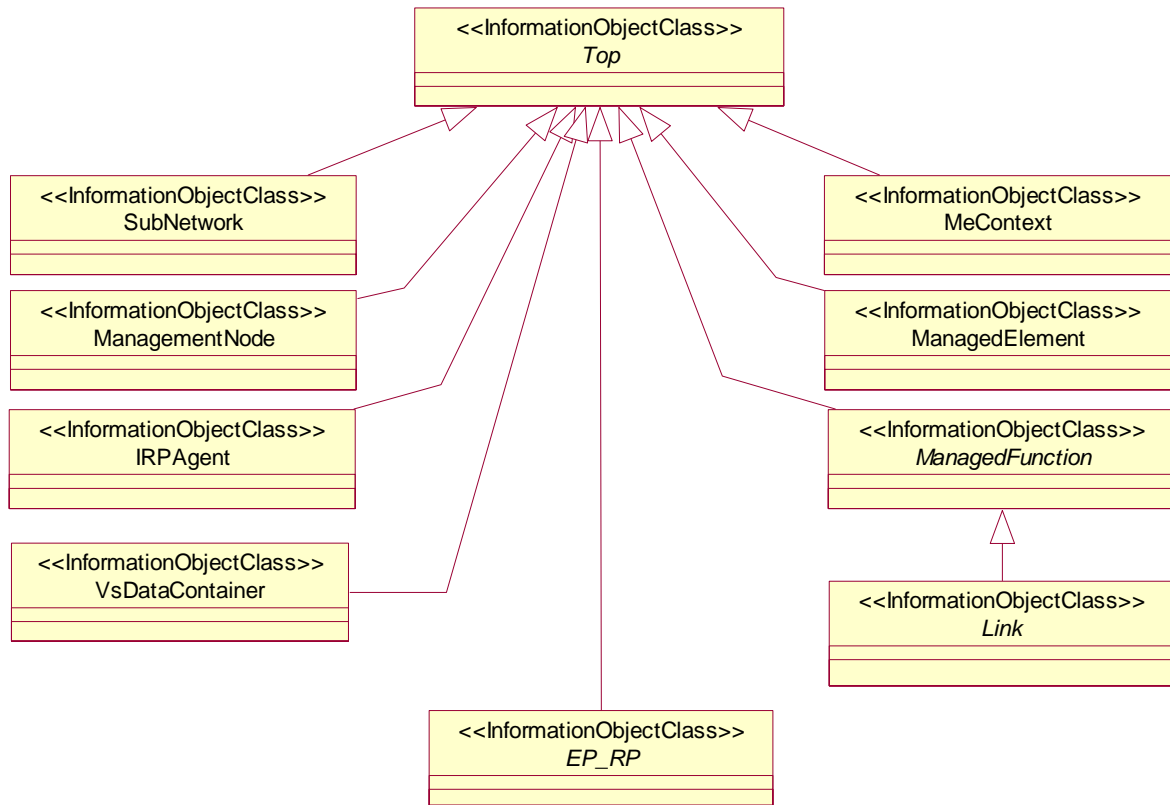 <<InformationObjectClass>>
Top
<<InformationObjectClass>>
SubNetwork
<<InformationObjectClass>>
MeContext
<<InformationObjectClass>>
ManagementNode
<<InformationObjectClass>>
ManagedElement
<<InformationObjectClass>>
IRPAgent
<<InformationObjectClass>>
ManagedFunction
<<InformationObjectClass>>
VsDataContainer
<<InformationObjectClass>>
Link
<<InformationObjectClass>>
EP_RP